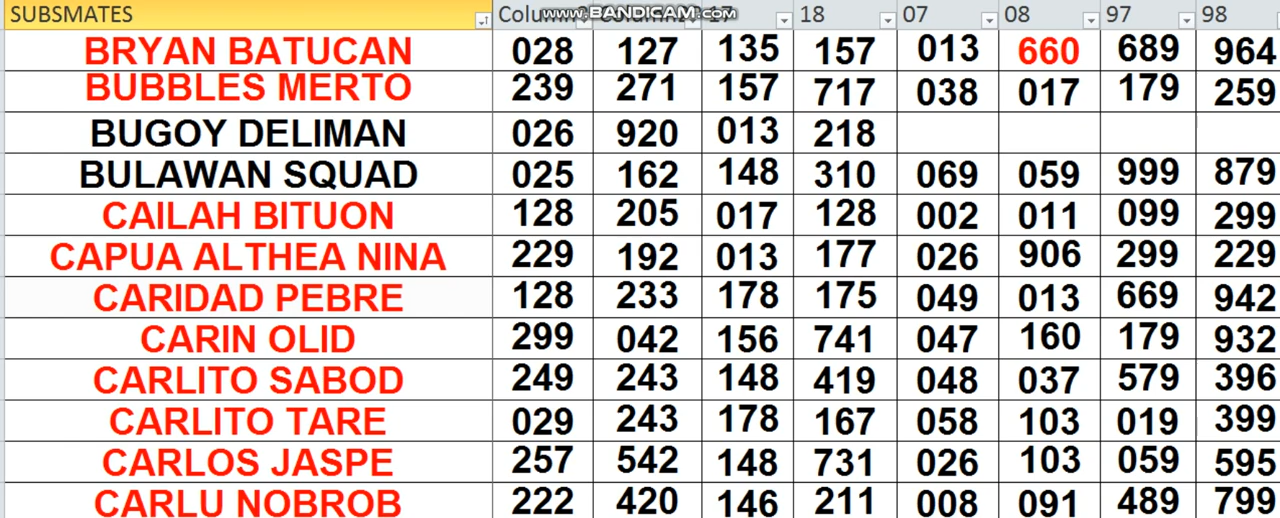 SUBSMATES Column 17 18 07 08 97 98
www.BANDICAM.com
BRYAN BATUCAN 028 127 135 157 013 660 689 964
BUBBLES MERTO 239 271 157 717 038 017 179 259
BUGOY DELIMAN 026 920 013 218
BULAWAN SQUAD 025 162 148 310 069 059 999 879
CAILAH BITUON 128 205 017 128 002 011 099 299
CAPUA ALTHEA NINA 229 192 013 177 026 906 299 229
CARIDAD PEBRE 128 233 178 175 049 013 669 942
CARIN OLID 299 042 156 741 047 160 179 932
CARLITO SABOD 249 243 148 419 048 037 579 396
CARLITO TARE 029 243 178 167 058 103 019 399
CARLOS JASPE 257 542 148 731 026 103 059 595
CARLU NOBROB 222 420 146 211 008 091 489 799